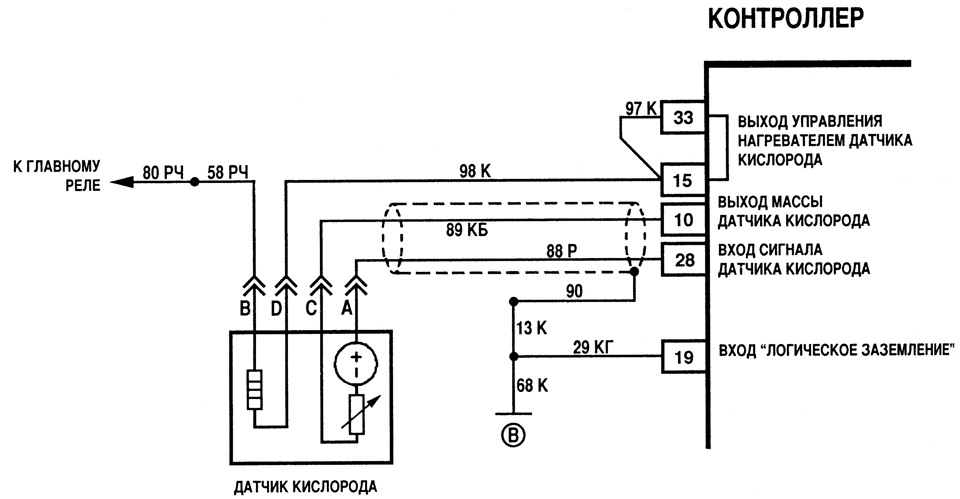 КОНТРОЛЛЕР
97 К
33
ВЫХОД УПРАВЛЕНИЯ
НАГРЕВАТЕЛЕМ ДАТЧИКА
КИСЛОРОДА
К ГЛАВНОМУ
РЕЛЕ
80 РЧ
58 РЧ
98 К
15
ВЫХОД МАССЫ
ДАТЧИКА КИСЛОРОДА
10
89 КБ
ВХОД СИГНАЛА
ДАТЧИКА КИСЛОРОДА
88 Р
28
90
B
D
C
A
13 К
29 КГ
19
ВХОД “ЛОГИЧЕСКОЕ ЗАЗЕМЛЕНИЕ”
68 К
B
ДАТЧИК КИСЛОРОДА